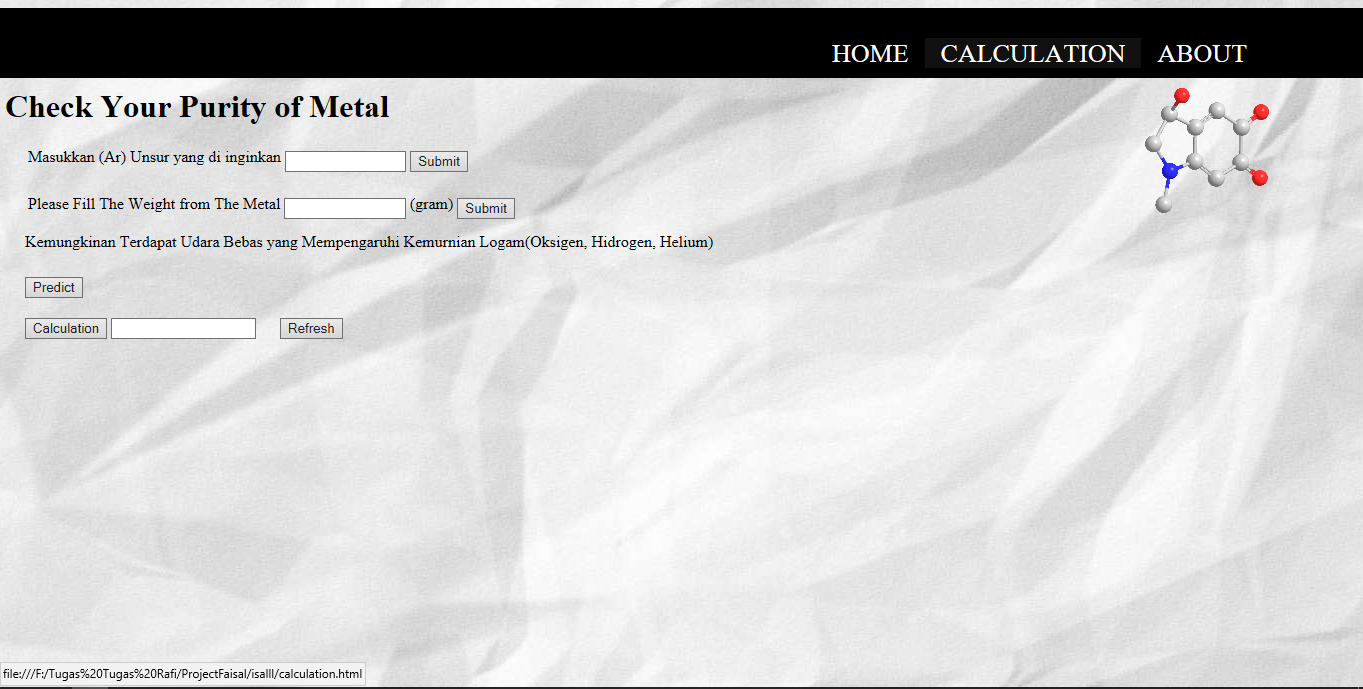 HOME CALCULATION ABOUT
Check Your Purity of Metal
Masukkan (Ar) Unsur yang di inginkan Submit
Please Fill The Weight from The Metal (gram) Submit
Kemungkinan Terdapat Udara Bebas yang Mempengaruhi Kemurnian Logam(Oksigen, Hidrogen, Helium)
Predict
Calculation Refresh
file:///F:/Tugas%20Tugas%20Rafi/ProjectFaisal/isalll/calculation.html